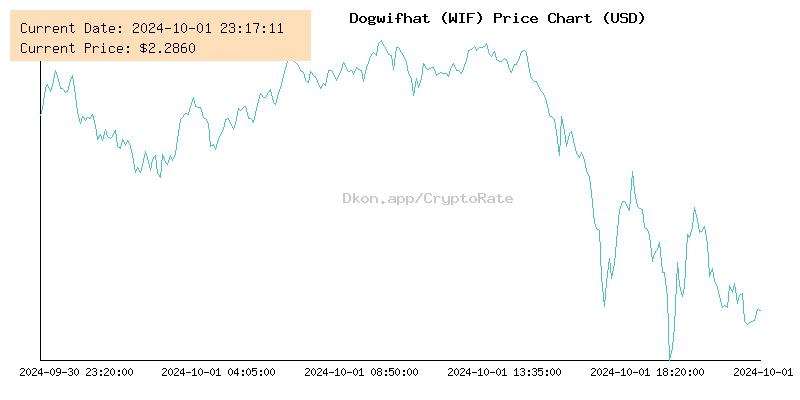 Dogwifhat (WIF) Price Chart (USD)
Current Date: 2024-10-01 23:17:11
Current Price: $2.2860
Dkon.app/CryptoRate
2024-09-30 23:20:00 2024-10-01 04:05:00 2024-10-01 08:50:00 2024-10-01 13:35:00 2024-10-01 18:20:00 2024-10-01